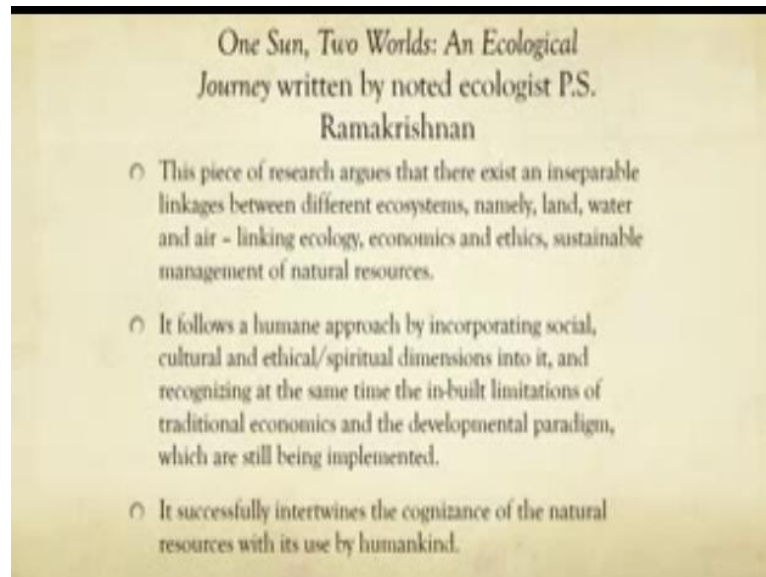 One Sun, Two Worlds: An Ecological
Journey written by noted ecologist P.S.
Ramakrishnan
This piece of research argues that there exist an inseparable
linkages between different ecosystems, namely, land, water
and air – linking ecology, economics and ethics, sustainable
management of natural resources.
It follows a humane approach by incorporating social,
cultural and ethical/spiritual dimensions into it, and
recognizing at the same time the in-built limitations of
traditional economics and the developmental paradigm,
which are still being implemented.
It successfully intertwines the cognizance of the natural
resources with its use by humankind.